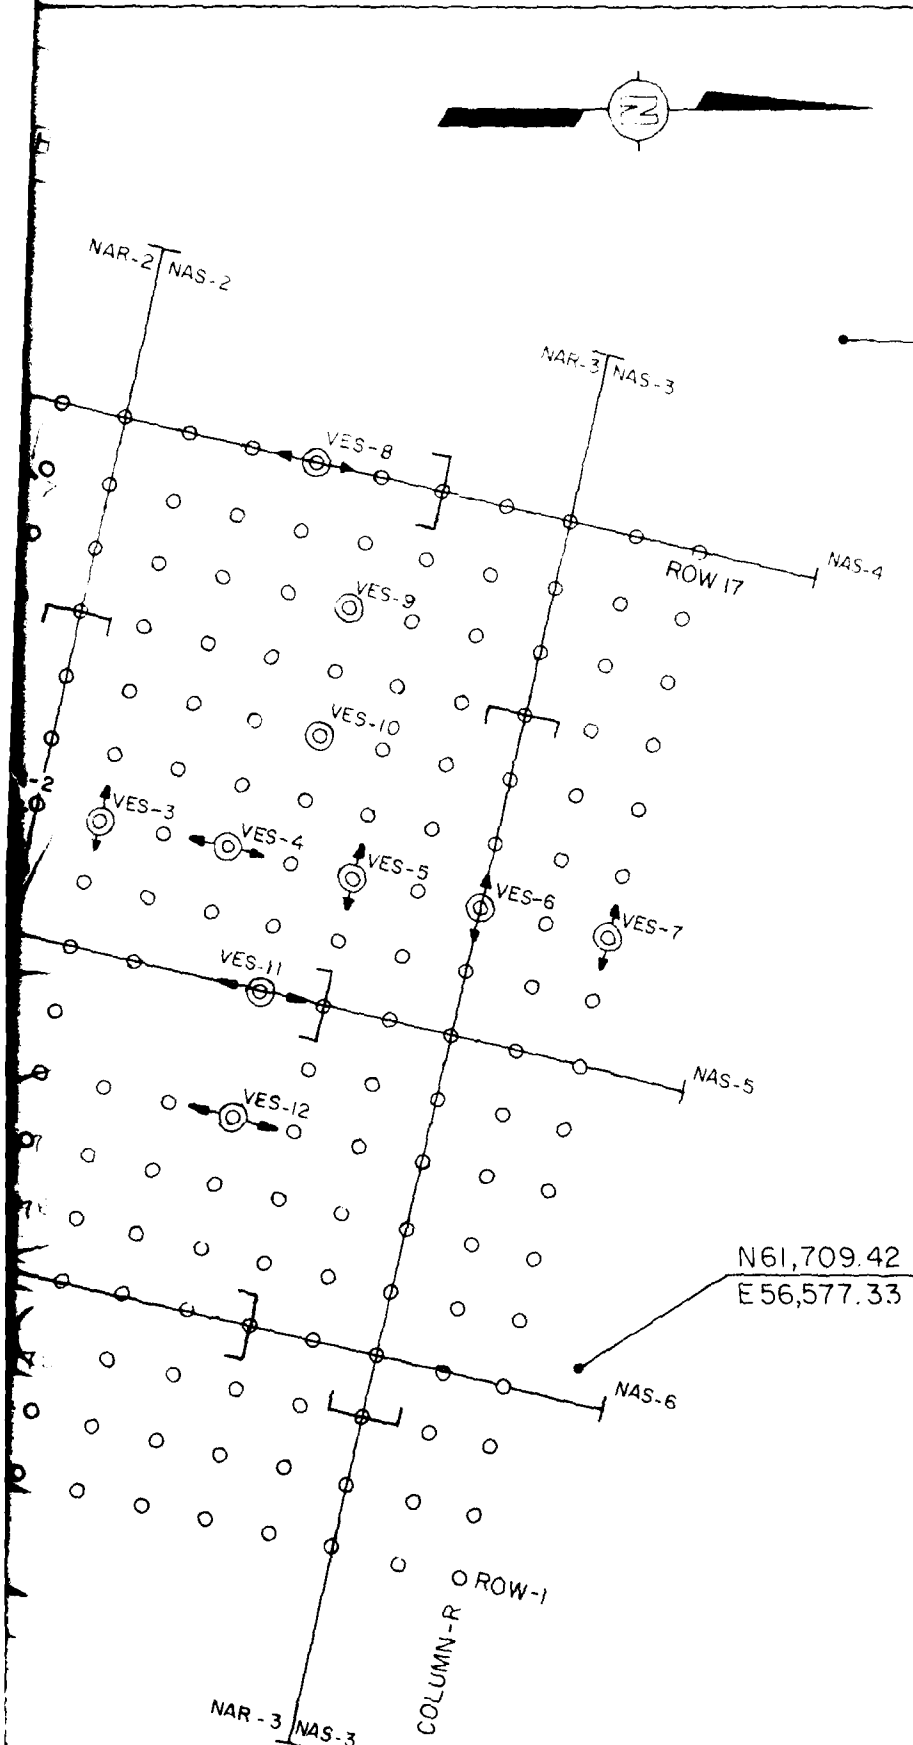 N
NAR-2
NAS-2
NAR-3
NAS-3
VES-8
NAS-4
ROW 17
VES-9
VES-10
-2
VES-3
VES-4
VES-5
VES-6
VES-7
VES-11
NAS-5
VES-12
N61,709.42
E56,577.33
NAS-6
ROW-1
COLUMN-R
NAR-3
NAS-3